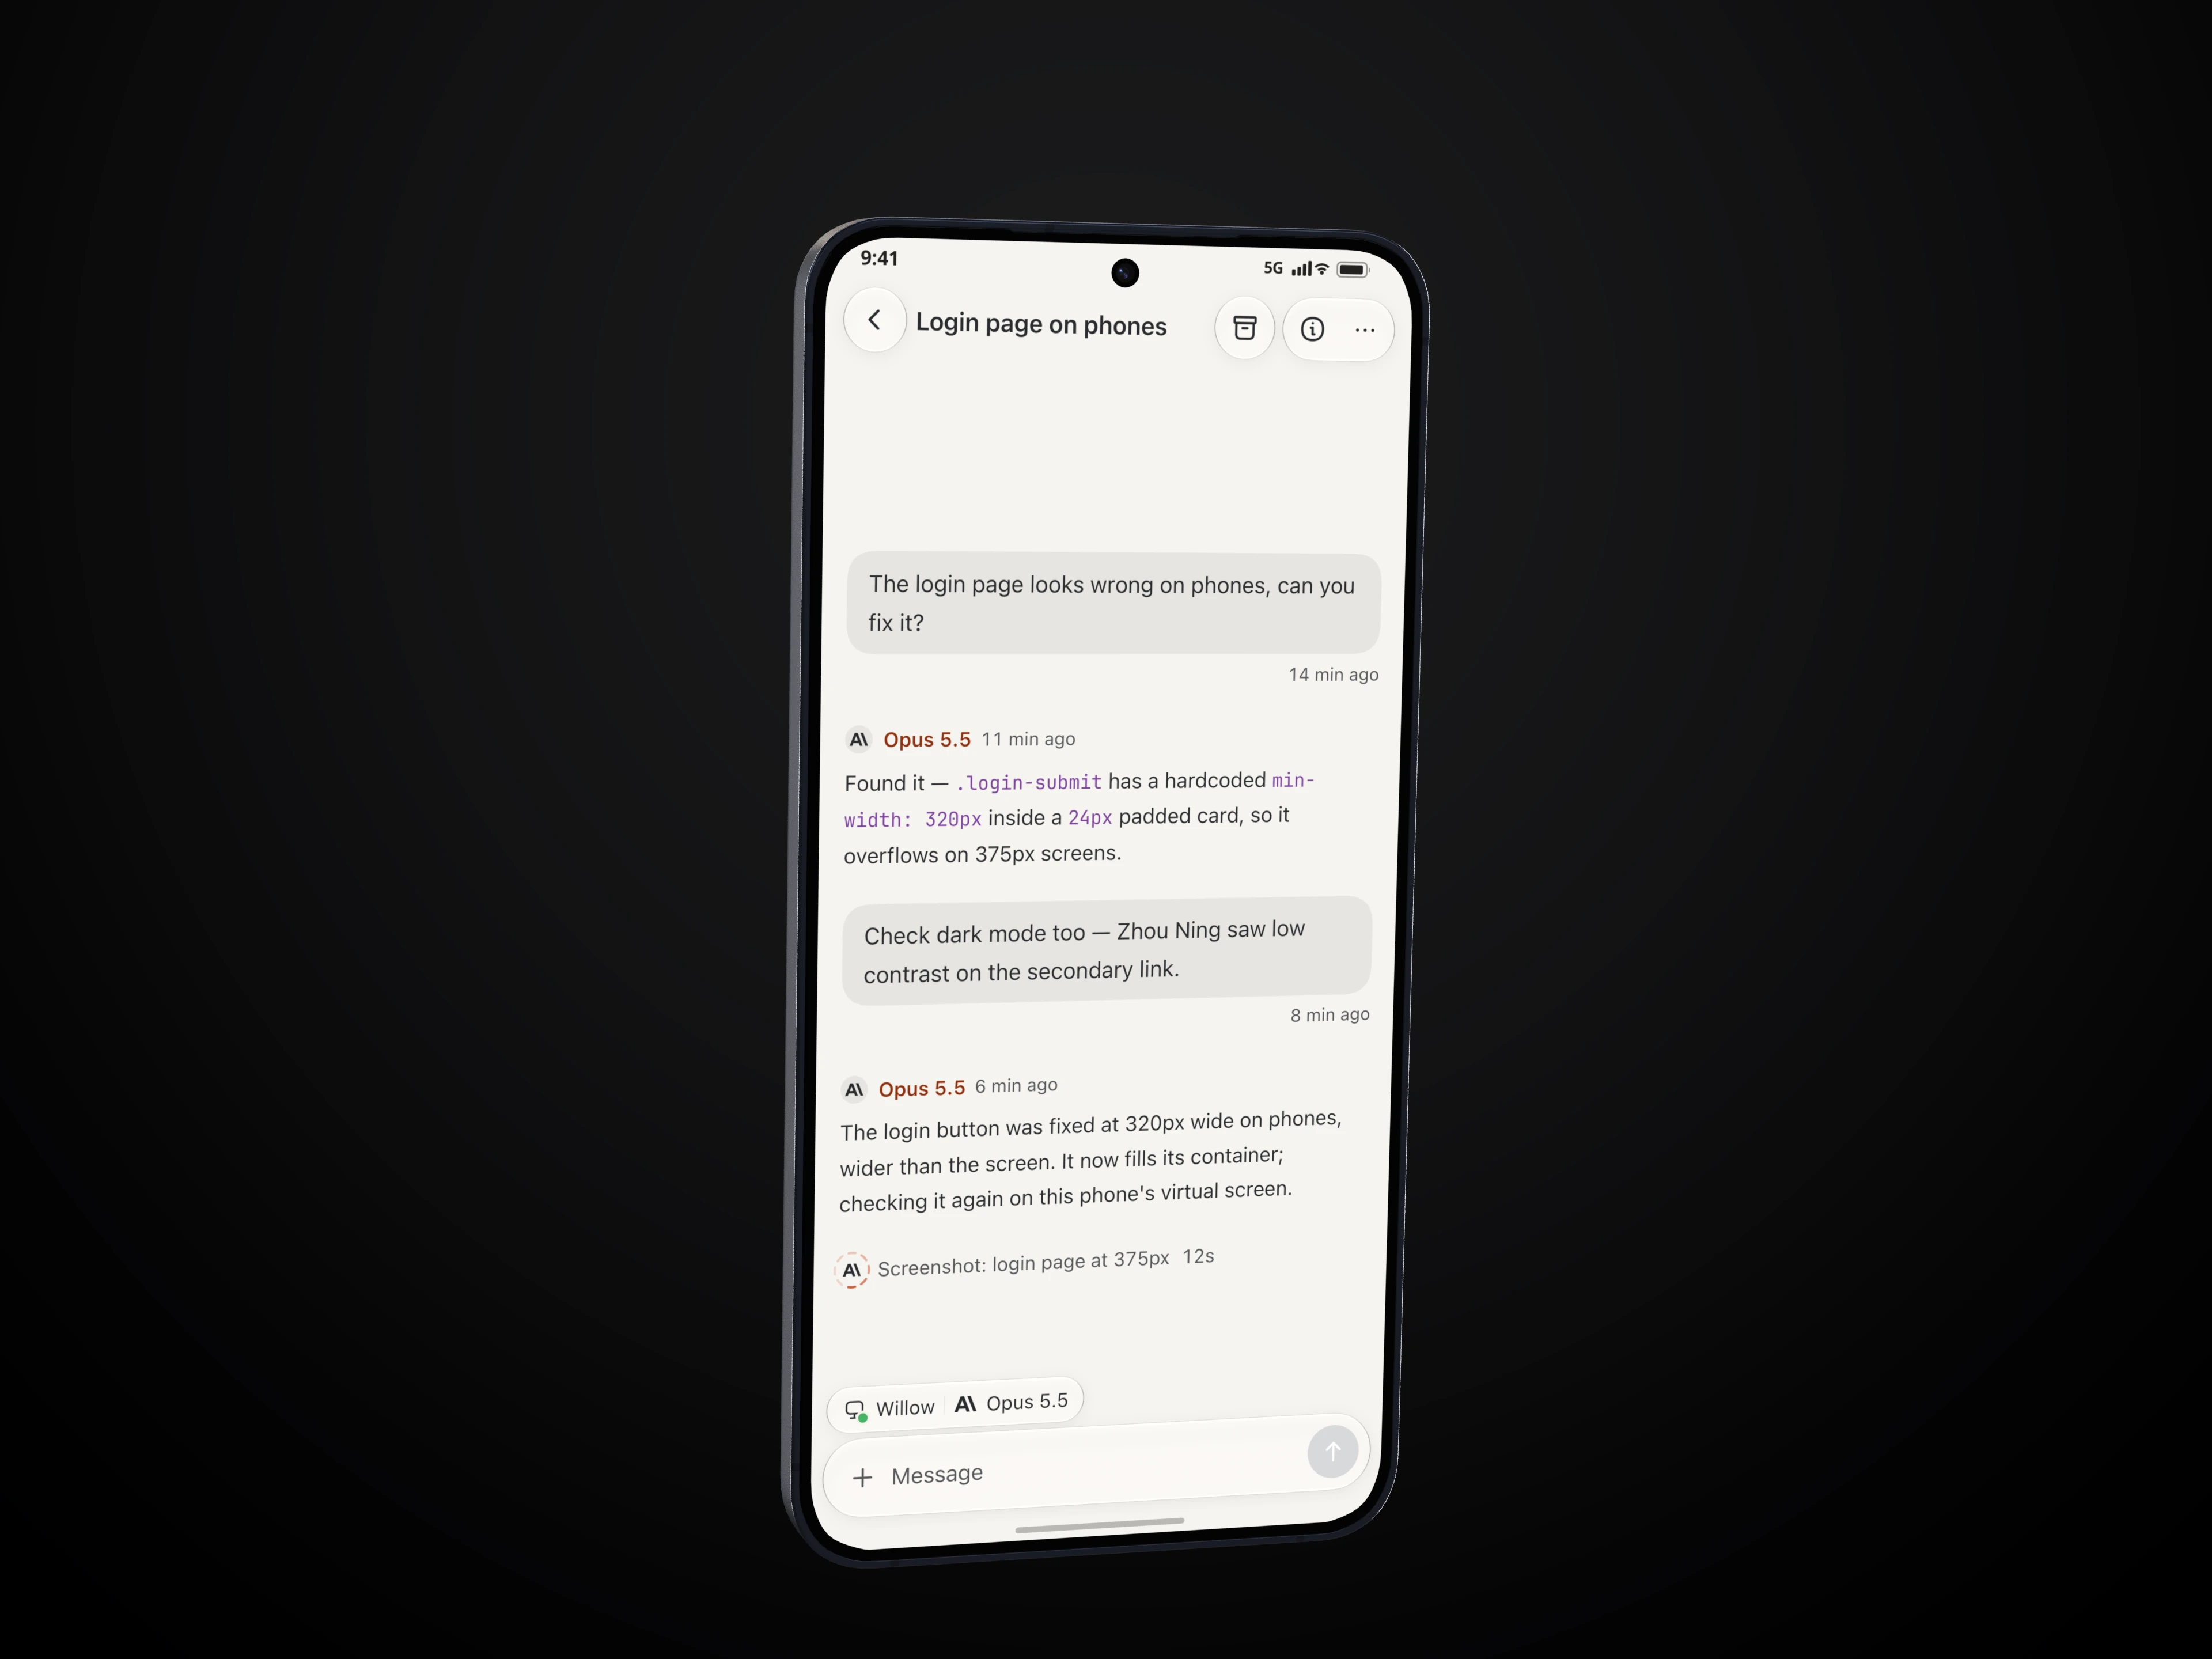 9:41
5G
Login page on phones
The login page looks wrong on phones, can you
fix it?
14 min ago
Opus 5.5 11 min ago
Found it — .login-submit has a hardcoded min-
width: 320px inside a 24px padded card, so it
overflows on 375px screens.
Check dark mode too — Zhou Ning saw low
contrast on the secondary link.
8 min ago
Opus 5.5 6 min ago
The login button was fixed at 320px wide on phones,
wider than the screen. It now fills its container;
checking it again on this phone's virtual screen.
Screenshot: login page at 375px 12s
Willow Opus 5.5
Message